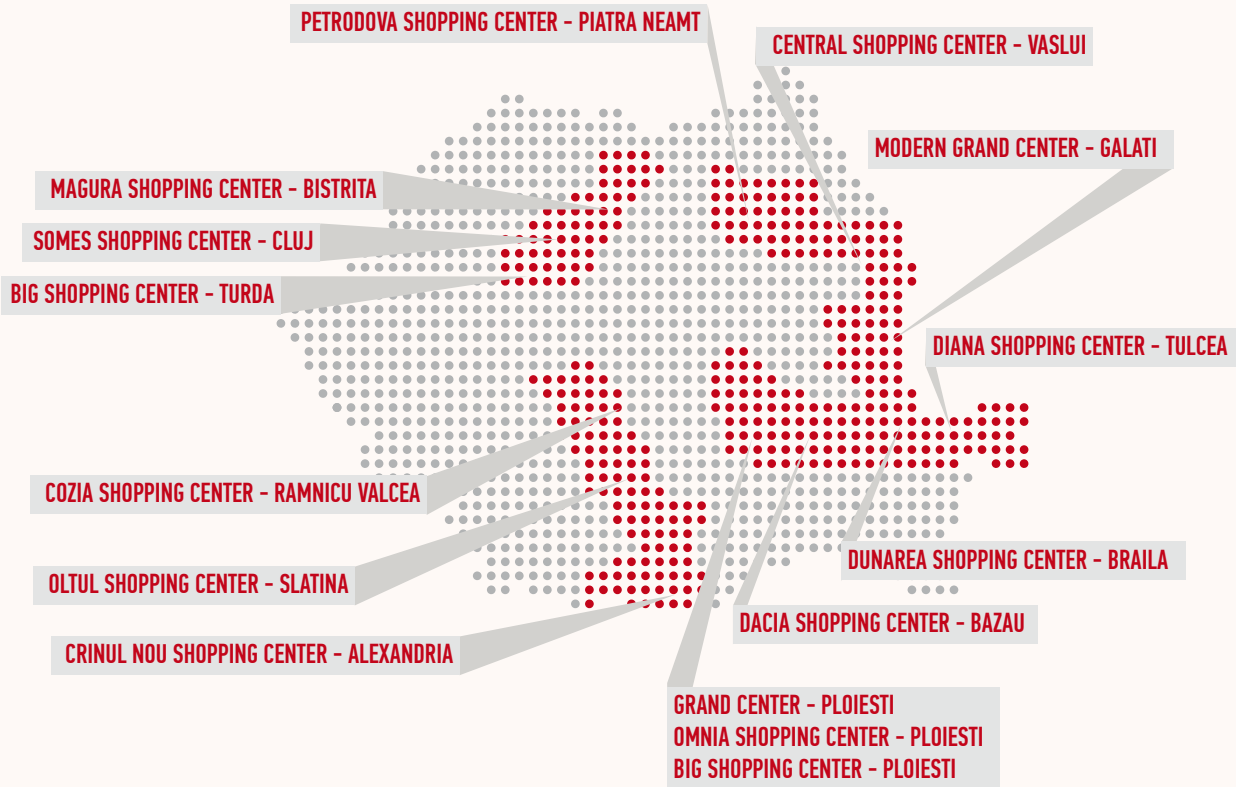 PETRODOVA SHOPPING CENTER - PIATRA NEAMT
CENTRAL SHOPPING CENTER - VASLUI
MODERN GRAND CENTER - GALATI
MAGURA SHOPPING CENTER - BISTRITA
SOMES SHOPPING CENTER - CLUJ
BIG SHOPPING CENTER - TURDA
DIANA SHOPPING CENTER - TULCEA
COZIA SHOPPING CENTER - RAMNICU VALCEA
DUNAREA SHOPPING CENTER - BRAILA
OLTUL SHOPPING CENTER - SLATINA
DACIA SHOPPING CENTER - BAZAU
CRINUL NOU SHOPPING CENTER - ALEXANDRIA
GRAND CENTER - PLOIESTI
OMNIA SHOPPING CENTER - PLOIESTI
BIG SHOPPING CENTER - PLOIESTI